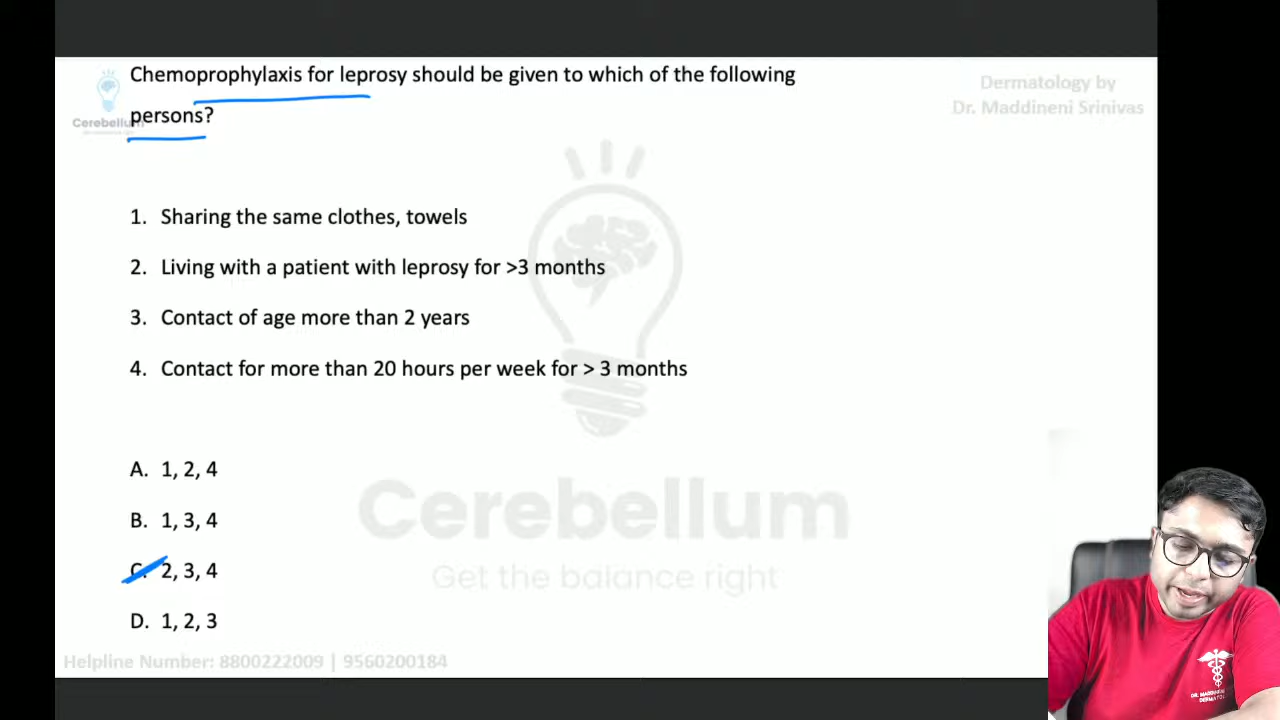 Chemoprophylaxis for leprosy should be given to which of the following
persons?
Dermatology by
Dr. Maddineni Srinivas
Cerebellum
1. Sharing the same clothes, towels
2. Living with a patient with leprosy for >3 months
3. Contact of age more than 2 years
4. Contact for more than 20 hours per week for > 3 months
A. 1, 2, 4
B. 1, 3, 4
C. 2, 3, 4
D. 1, 2, 3
Cerebellum
Get the balance right
Helpline Number: 8800222009 | 9560200184